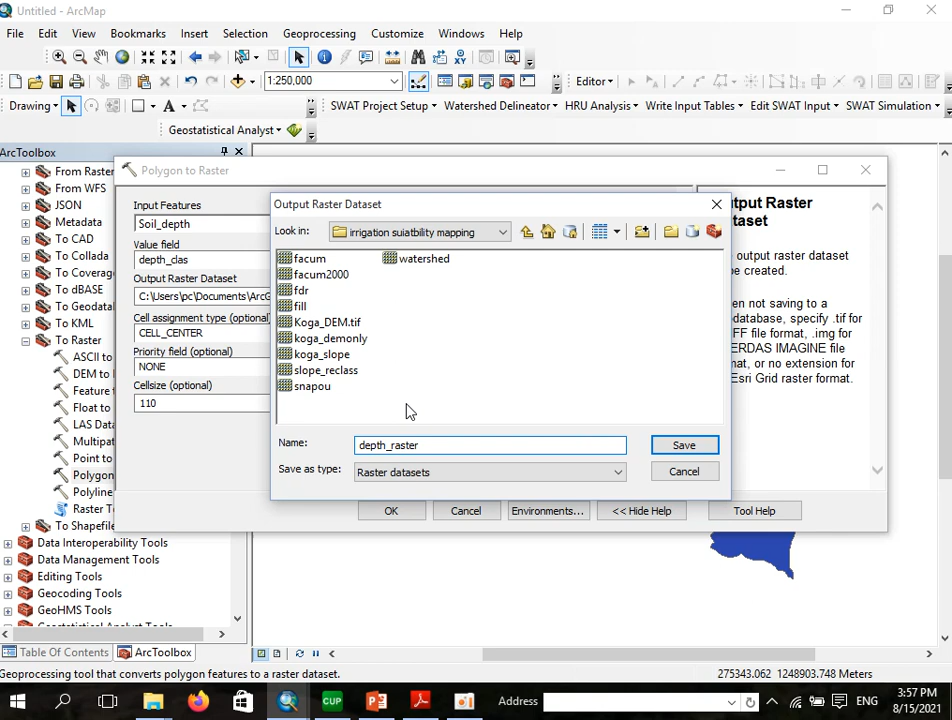 Untitled - ArcMap
File Edit View Bookmarks Insert Selection Geoprocessing Customize Windows Help
1:250,000 Editor
Drawing A SWAT Project Setup Watershed Delineator HRU Analysis Write Input Tables Edit SWAT Input SWAT Simulation
Geostatistical Analyst
ArcToolbox
From Raster
From WFS
JSON
Metadata
To CAD
To Collada
To Coverag
To dBASE
To Geodatal
To KML
To Raster
ASCII to
DEM to
Feature
Float to
LAS Data
Multipat
Point to
Polygon
Polyline
Raster T
To Shapefile
Data Interoperability Tools
Data Management Tools
Editing Tools
Geocoding Tools
GeoHMS Tools
Geostatistical Analyst Tools
Table Of Contents ArcToolbox
Polygon to Raster
Input Features
Soil_depth
Value field
depth_clas
Output Raster Dataset
C:\Users\pc\Documents\ArcG
Cell assignment type (optional)
CELL_CENTER
Priority field (optional)
NONE
Cellsize (optional)
110
OK Cancel Environments... << Hide Help Tool Help
utput Raster
taset
output raster dataset
be created.
en not saving to a
database, specify .tif for
FF file format, .img for
ERDAS IMAGINE file
mat, or no extension for
Esri Grid raster format.
Output Raster Dataset
Look in: irrigation suiatbility mapping
facum
facum2000
fdr
fill
Koga_DEM.tif
koga_demonly
koga_slope
slope_reclass
snapou
watershed
Name: depth_raster Save
Save as type: Raster datasets Cancel
Geoprocessing tool that converts polygon features to a raster dataset. 275343.062 1248903.748 Meters
CUP Address ENG 3:57 PM
8/15/2021